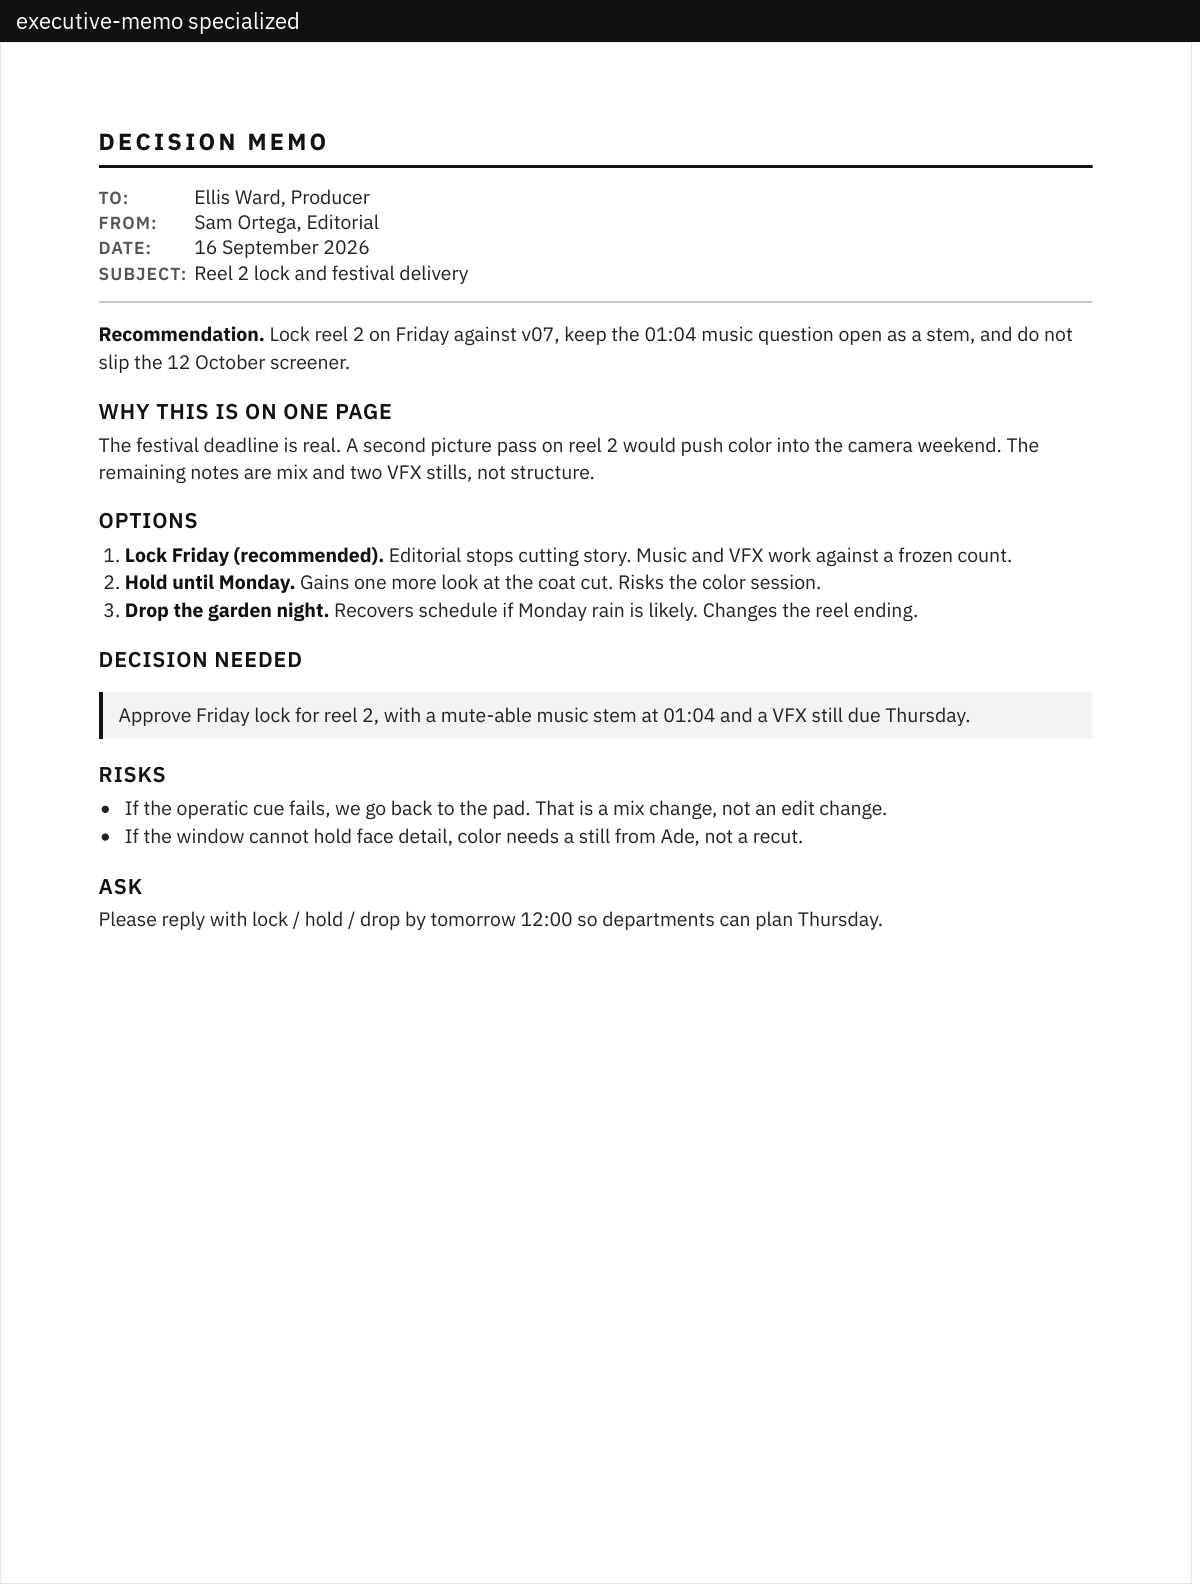 executive-memo specialized
DECISION MEMO
TO: Ellis Ward, Producer
FROM: Sam Ortega, Editorial
DATE: 16 September 2026
SUBJECT: Reel 2 lock and festival delivery
Recommendation. Lock reel 2 on Friday against v07, keep the 01:04 music question open as a stem, and do not
slip the 12 October screener.
WHY THIS IS ON ONE PAGE
The festival deadline is real. A second picture pass on reel 2 would push color into the camera weekend. The
remaining notes are mix and two VFX stills, not structure.
OPTIONS
1. Lock Friday (recommended). Editorial stops cutting story. Music and VFX work against a frozen count.
2. Hold until Monday. Gains one more look at the coat cut. Risks the color session.
3. Drop the garden night. Recovers schedule if Monday rain is likely. Changes the reel ending.
DECISION NEEDED
Approve Friday lock for reel 2, with a mute-able music stem at 01:04 and a VFX still due Thursday.
RISKS
• If the operatic cue fails, we go back to the pad. That is a mix change, not an edit change.
• If the window cannot hold face detail, color needs a still from Ade, not a recut.
ASK
Please reply with lock / hold / drop by tomorrow 12:00 so departments can plan Thursday.